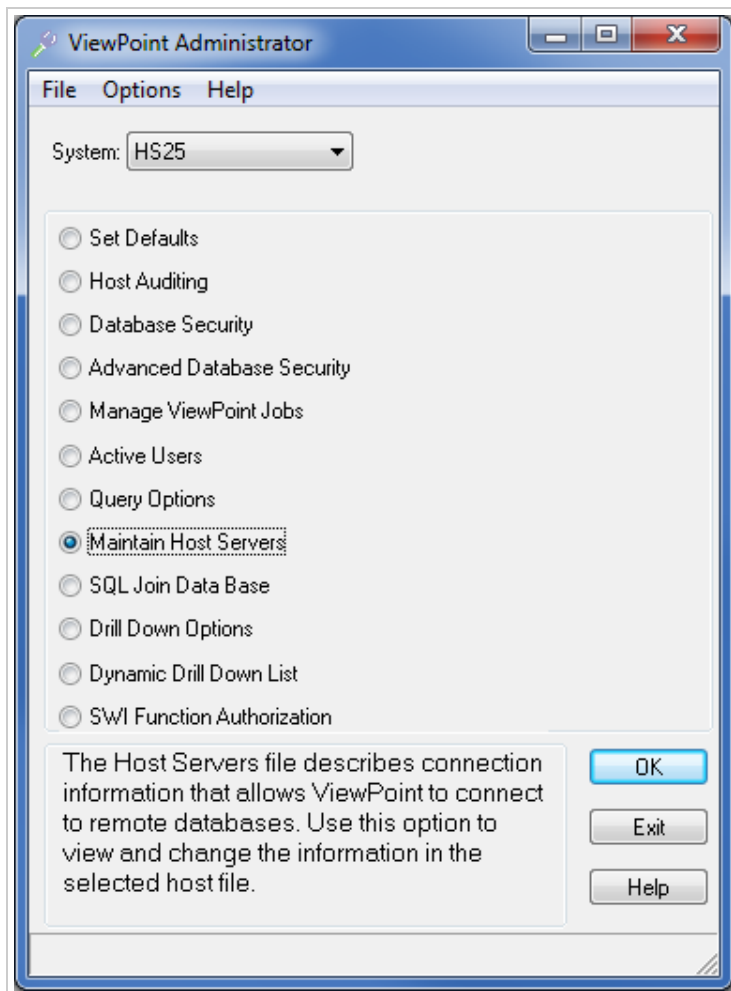 ViewPoint Administrator
File Options Help
System: HS25
Set Defaults
Host Auditing
Database Security
Advanced Database Security
Manage ViewPoint Jobs
Active Users
Query Options
Maintain Host Servers
SQL Join Data Base
Drill Down Options
Dynamic Drill Down List
SWI Function Authorization
The Host Servers file describes connection
information that allows ViewPoint to connect
to remote databases. Use this option to
view and change the information in the
selected host file.
OK
Exit
Help